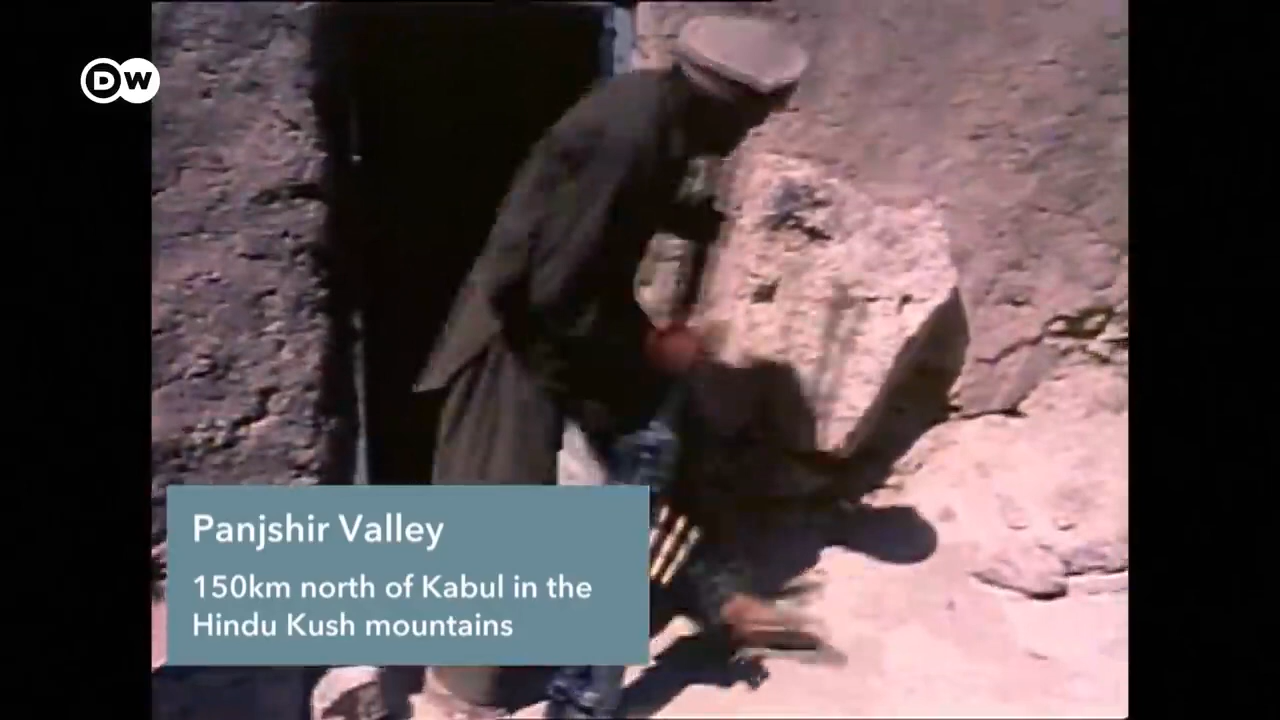 DW
Panjshir Valley
150km north of Kabul in the
Hindu Kush mountains